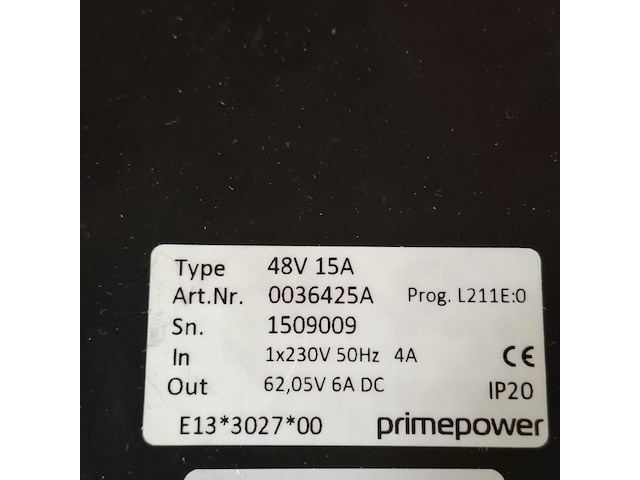 Type 48V 15A
Art.Nr. 0036425A Prog. L211E:0
Sn. 1509009
In 1x230V 50Hz 4A CE
Out 62,05V 6A DC IP20
E13*3027*00 primepower